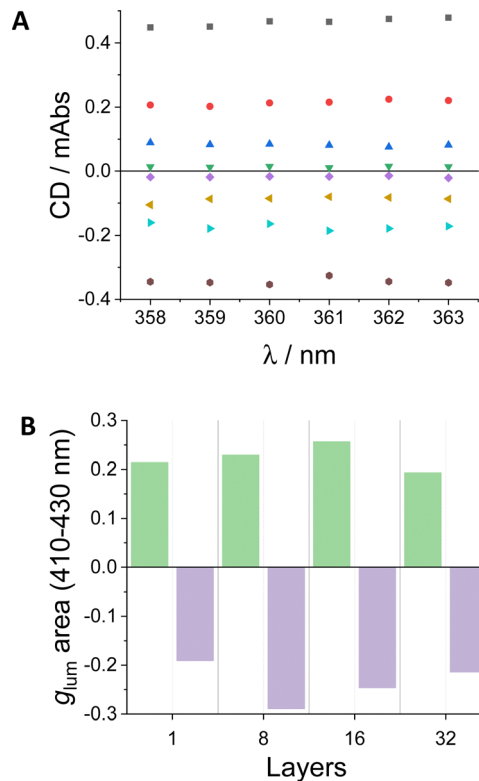 A
CD / mAbs
0.4
0.2
0.0
-0.2
-0.4
358 359 360 361 362 363
λ / nm
B
glum area (410-430 nm)
0.3
0.2
0.1
0.0
-0.1
-0.2
-0.3
1 8 16 32
Layers